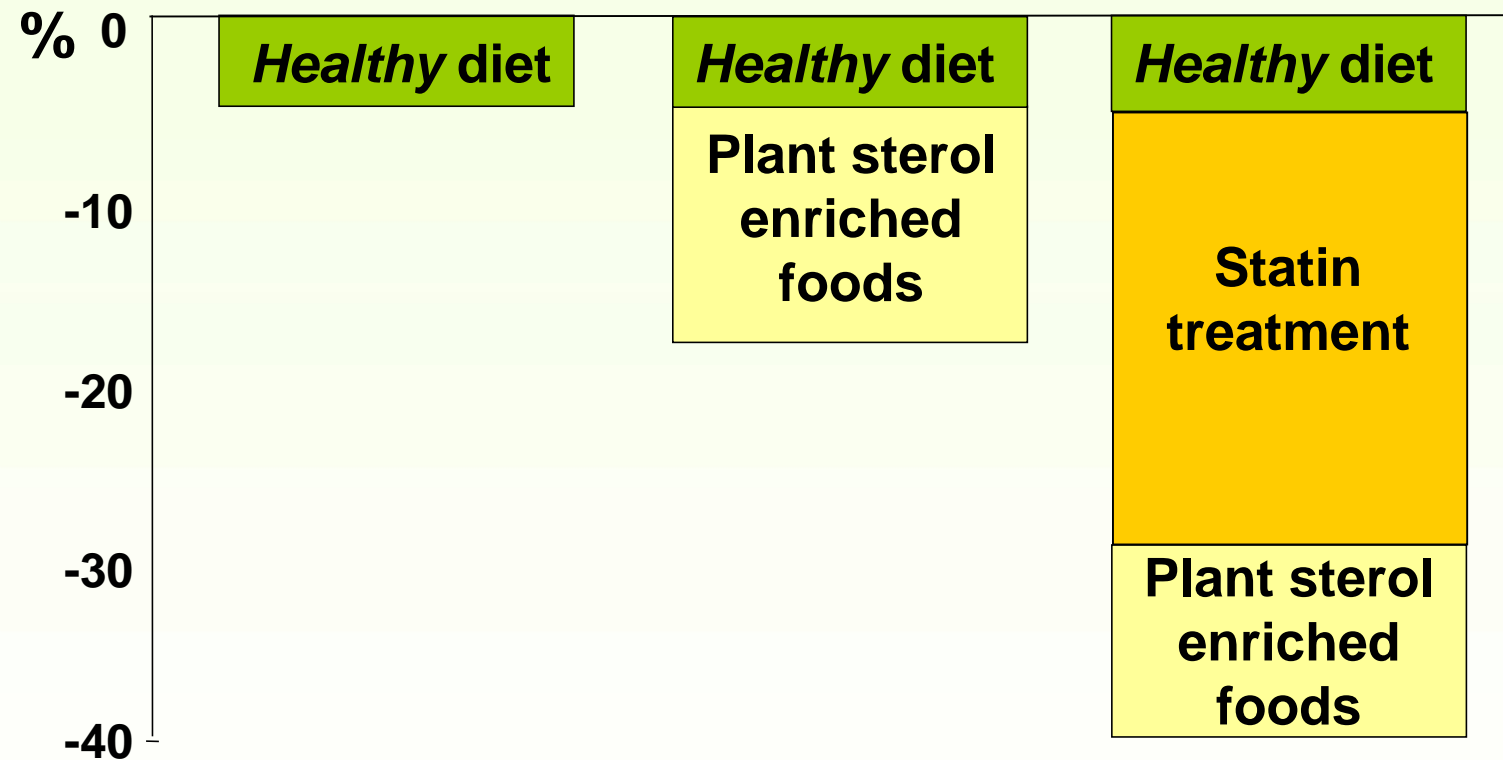 % 0
-10
-20
-30
-40
Healthy diet
Healthy diet
Plant sterol
enriched
foods
Healthy diet
Statin
treatment
Plant sterol
enriched
foods